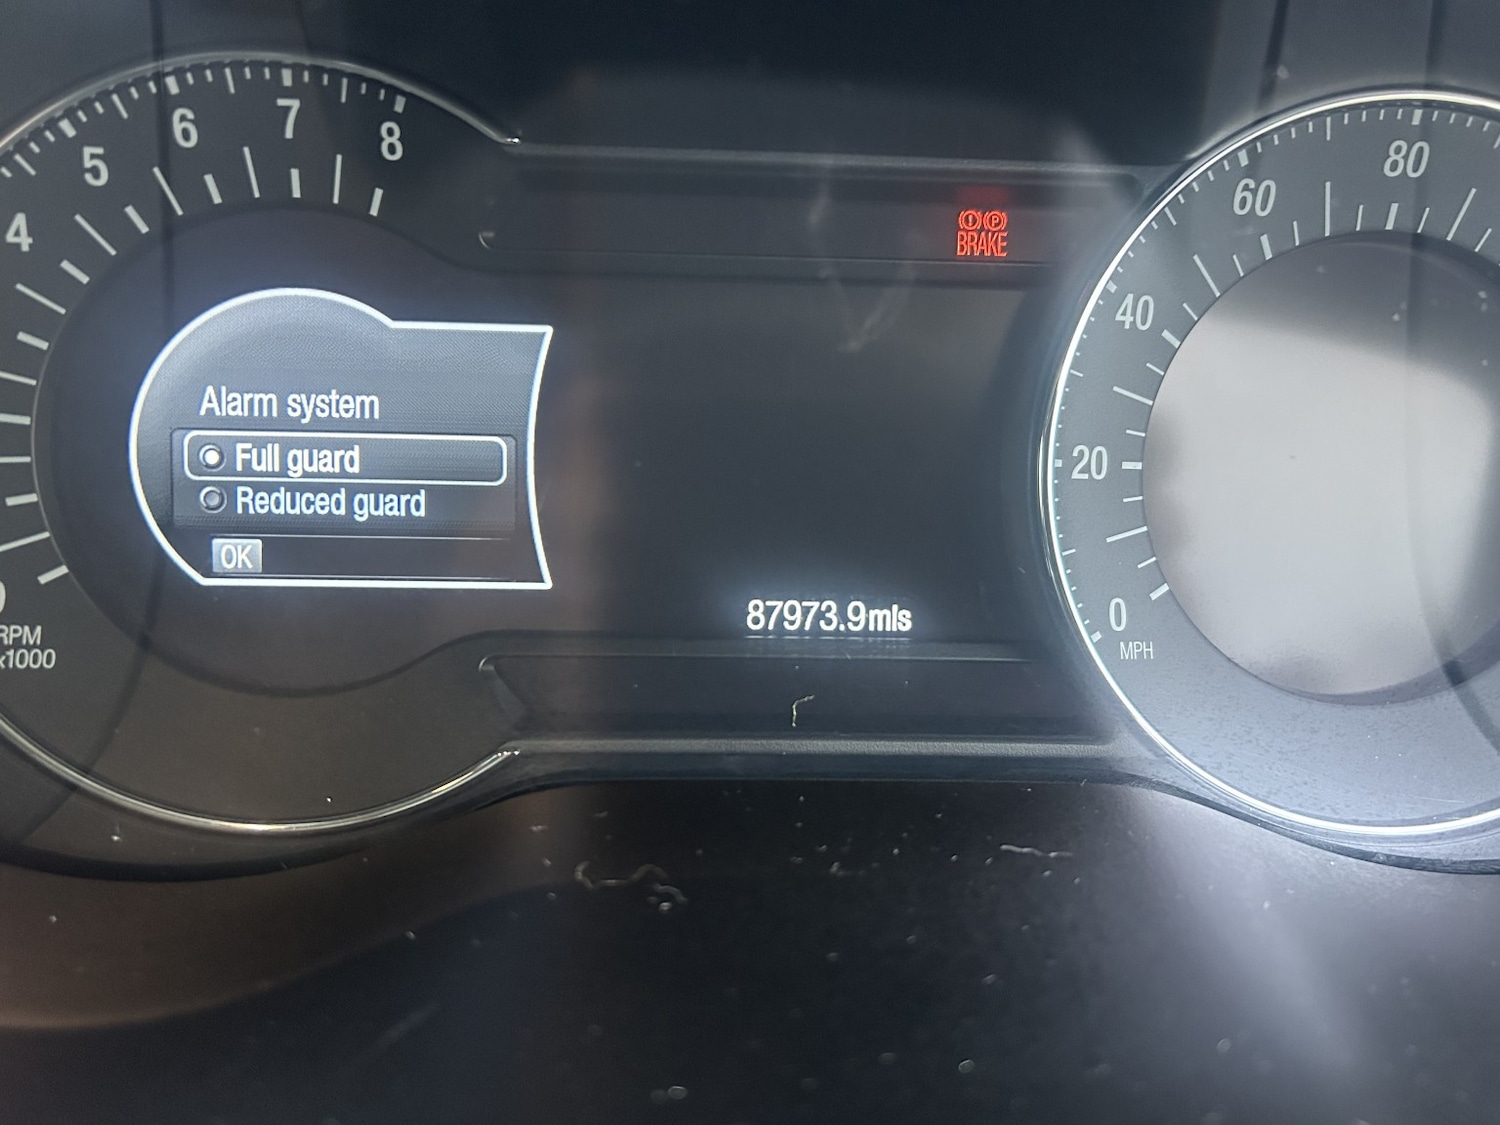 4
5
6
7
8
RPM
x1000
Alarm system
Full guard
Reduced guard
OK
BRAKE
87973.9mls
0
20
40
60
80
MPH